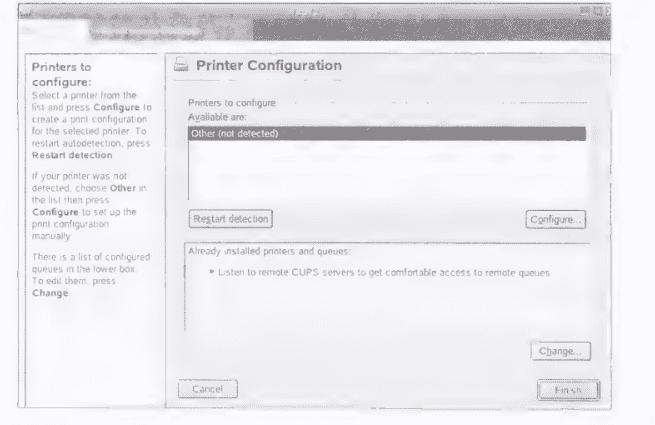 Printers to
configure:
Select a printer from the
list and press Configure to
create a print configuration
for the selected printer. To
restart autodetection, press
Restart detection
If your printer was not
detected, choose Other in
the list then press
Configure to set up the
print configuration
manually
There is a list of configured
queues in the lower box.
To edit them, press
Change
Printer Configuration
Printers to configure
Available are:
Other (not detected)
Restart detection
Configure...
Already installed printers and queues:
• Listen to remote CUPS servers to get comfortable access to remote queues
Change...
Cancel
Finish